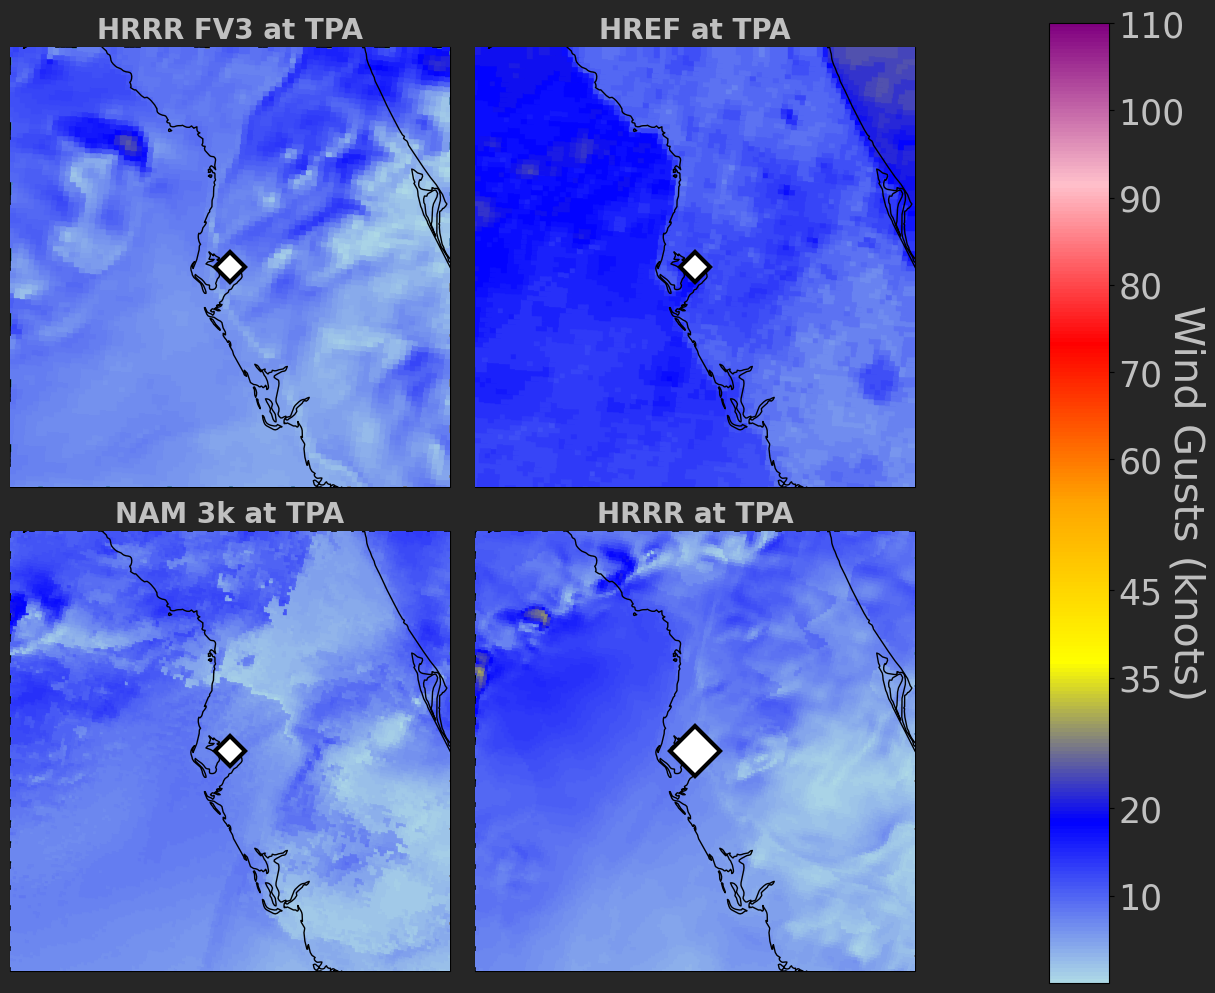 HRRR FV3 at TPA
HREF at TPA
NAM 3k at TPA
HRRR at TPA
110
100
90
80
70
60
45
35
20
10
Wind Gusts (knots)